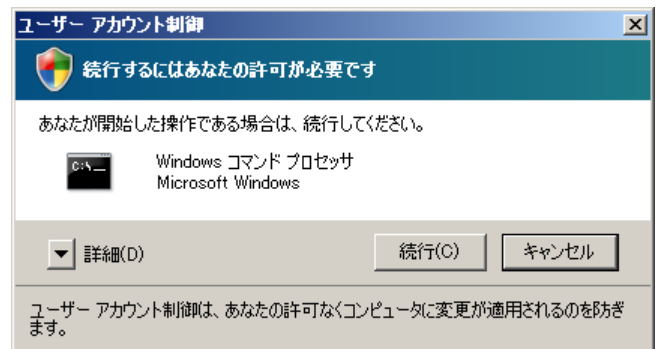 ユーザー アカウント制御
続行するにはあなたの許可が必要です
あなたが開始した操作である場合は、続行してください。
C:\
Windows コマンド プロセッサ
Microsoft Windows
詳細(D)
続行(C)
キャンセル
ユーザー アカウント制御は、あなたの許可なくコンピュータに変更が適用されるのを防ぎ
ます。